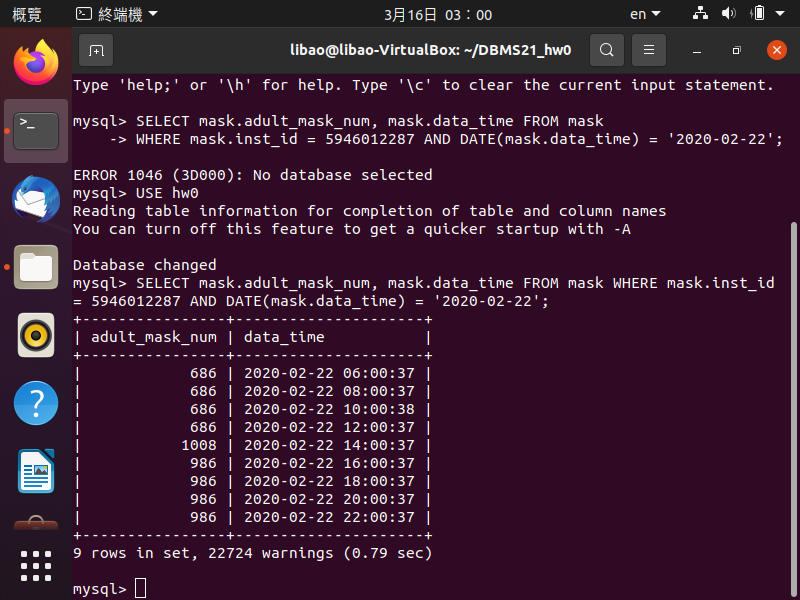 概覽 終端機 3月16日 03：00 en
libao@libao-VirtualBox: ~/DBMS21_hw0
Type 'help;' or '\h' for help. Type '\c' to clear the current input statement.
mysql> SELECT mask.adult_mask_num, mask.data_time FROM mask
    -> WHERE mask.inst_id = 5946012287 AND DATE(mask.data_time) = '2020-02-22';
ERROR 1046 (3D000): No database selected
mysql> USE hw0
Reading table information for completion of table and column names
You can turn off this feature to get a quicker startup with -A
Database changed
mysql> SELECT mask.adult_mask_num, mask.data_time FROM mask WHERE mask.inst_id
= 5946012287 AND DATE(mask.data_time) = '2020-02-22';
+----------------+---------------------+
| adult_mask_num | data_time           |
+----------------+---------------------+
|            686 | 2020-02-22 06:00:37 |
|            686 | 2020-02-22 08:00:37 |
|            686 | 2020-02-22 10:00:38 |
|            686 | 2020-02-22 12:00:37 |
|           1008 | 2020-02-22 14:00:37 |
|            986 | 2020-02-22 16:00:37 |
|            986 | 2020-02-22 18:00:37 |
|            986 | 2020-02-22 20:00:37 |
|            986 | 2020-02-22 22:00:37 |
+----------------+---------------------+
9 rows in set, 22724 warnings (0.79 sec)
mysql>